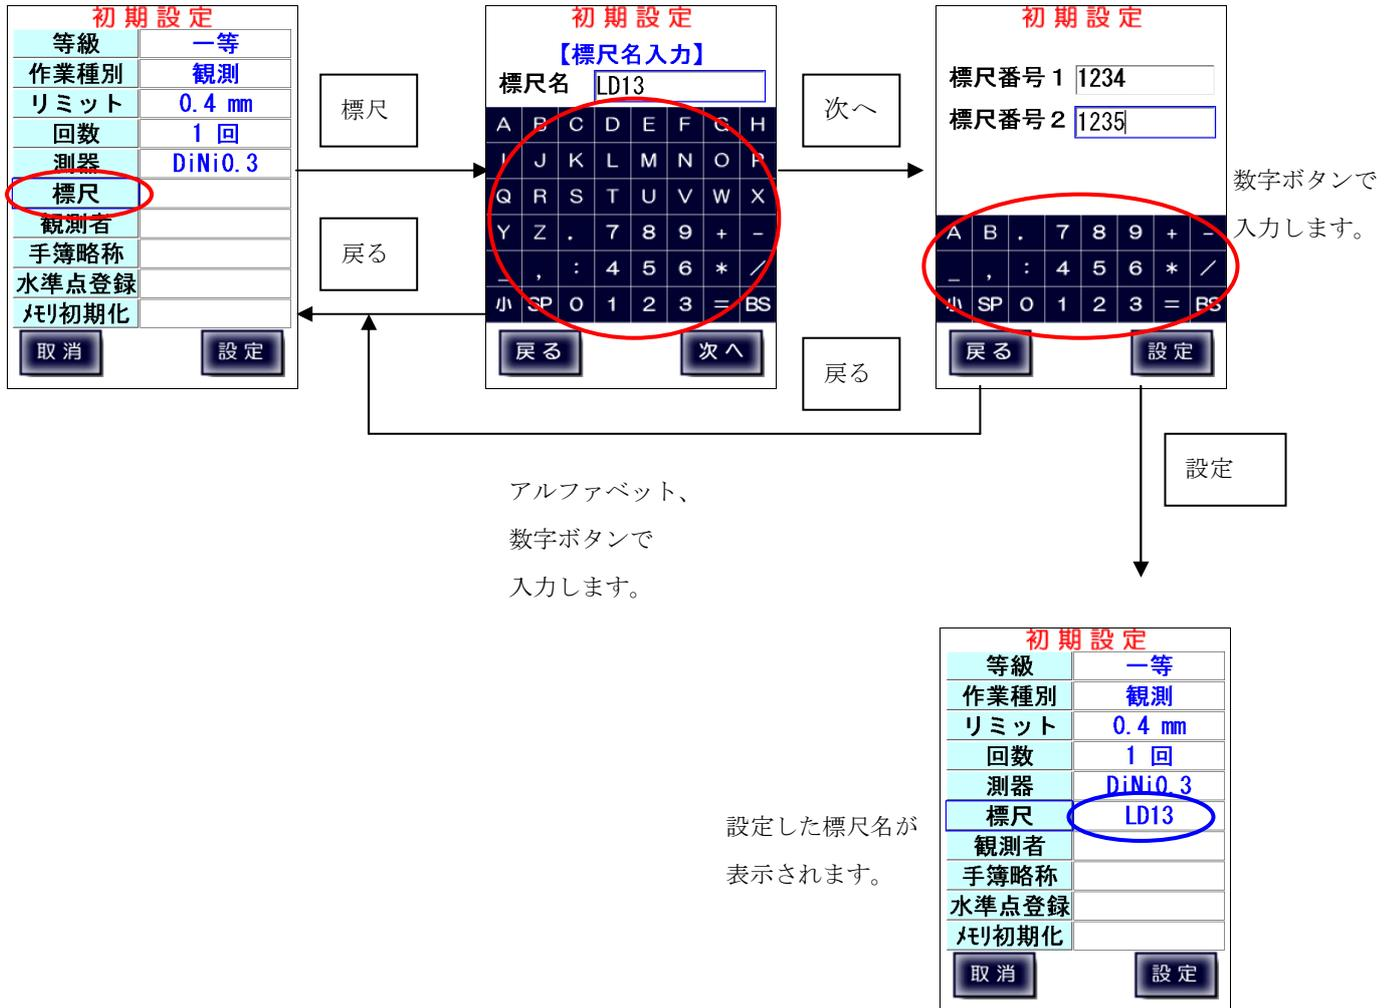 初期設定
等級 一等
作業種別 観測
リミット 0.4 mm
回数 1 回
測器 DiNi0.3
標尺
観測者
手簿略称
水準点登録
ﾒﾓﾘ初期化
取消 設定
標尺
戻る
初期設定
【標尺名入力】
標尺名 LD13
A B C D E F G H
I J K L M N O P
Q R S T U V W X
Y Z . 7 8 9 + -
_ , : 4 5 6 * /
小 SP 0 1 2 3 = BS
戻る 次へ
次へ
戻る
初期設定
標尺番号1 1234
標尺番号2 1235
A B . 7 8 9 + -
_ , : 4 5 6 * /
小 SP 0 1 2 3 = BS
戻る 設定
数字ボタンで
入力します。
設定
アルファベット、
数字ボタンで
入力します。
設定した標尺名が
表示されます。
初期設定
等級 一等
作業種別 観測
リミット 0.4 mm
回数 1 回
測器 DiNi0.3
標尺 LD13
観測者
手簿略称
水準点登録
ﾒﾓﾘ初期化
取消 設定